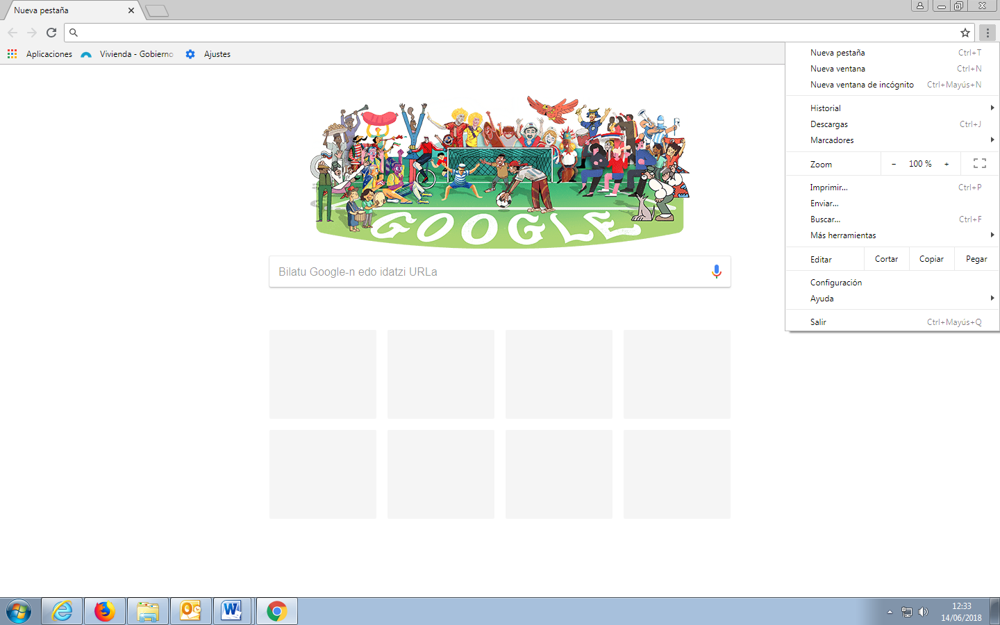 Nueva pestaña
Aplicaciones Vivienda - Gobierno Ajustes
Nueva pestaña Ctrl+T
Nueva ventana Ctrl+N
Nueva ventana de incógnito Ctrl+Mayús+N
Historial
Descargas Ctrl+J
Marcadores
Zoom − 100 % +
Imprimir... Ctrl+P
Enviar...
Buscar... Ctrl+F
Más herramientas
Editar Cortar Copiar Pegar
Configuración
Ayuda
Salir Ctrl+Mayús+Q
GOOGLE
Bilatu Google-n edo idatzi URLa
12:33
14/06/2018